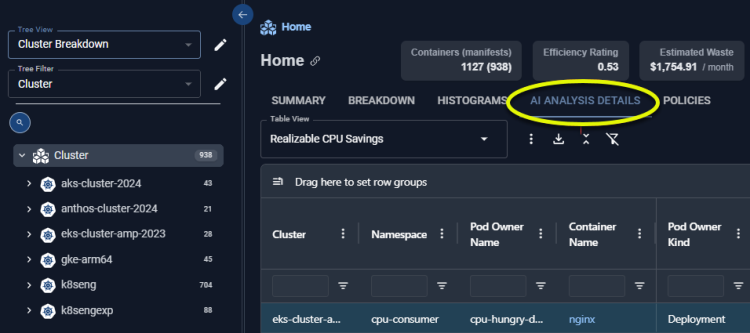 Tree View
Cluster Breakdown
Tree Filter
Cluster
Cluster 938
aks-cluster-2024 43
anthos-cluster-2024 21
eks-cluster-amp-2023 28
gke-arm64 45
k8seng 704
k8sengexp 88
Home
Home
Containers (manifests)
1127 (938)
Efficiency Rating
0.53
Estimated Waste
$1,754.91 / month
SUMMARY BREAKDOWN HISTOGRAMS AI ANALYSIS DETAILS POLICIES
Table View
Realizable CPU Savings
Drag here to set row groups
Cluster
Namespace
Pod Owner
Name
Container
Name
Pod Owner
Kind
eks-cluster-a... cpu-consumer cpu-hungry-d... nginx Deployment